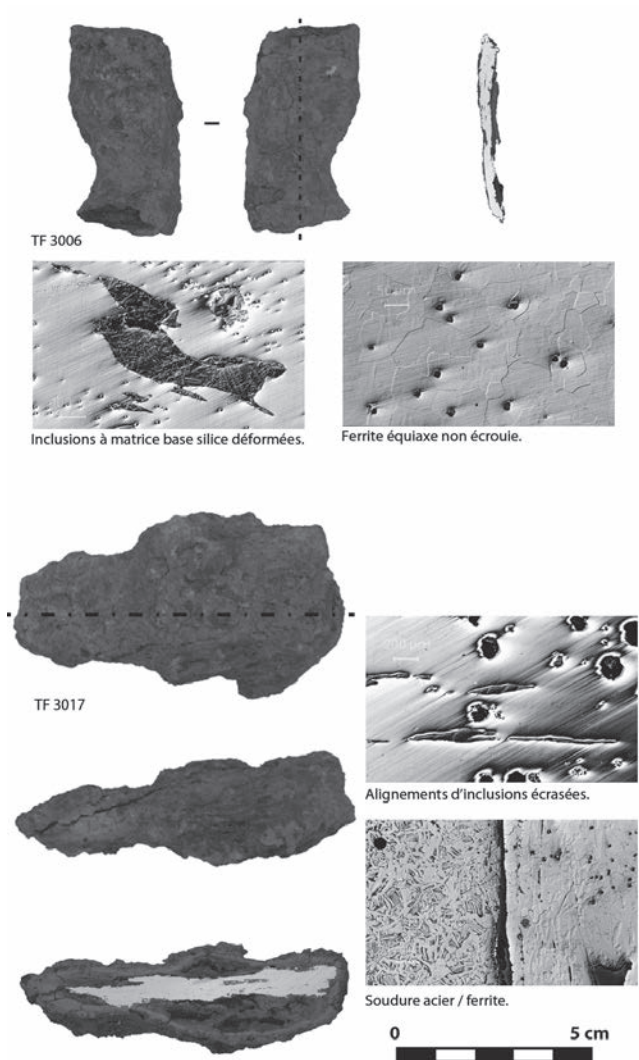 TF 3006
Inclusions à matrice base silice déformées.
Ferrite équiaxe non écrouie.
TF 3017
200 µm
Alignements d'inclusions écrasées.
Soudure acier / ferrite.
0 5 cm